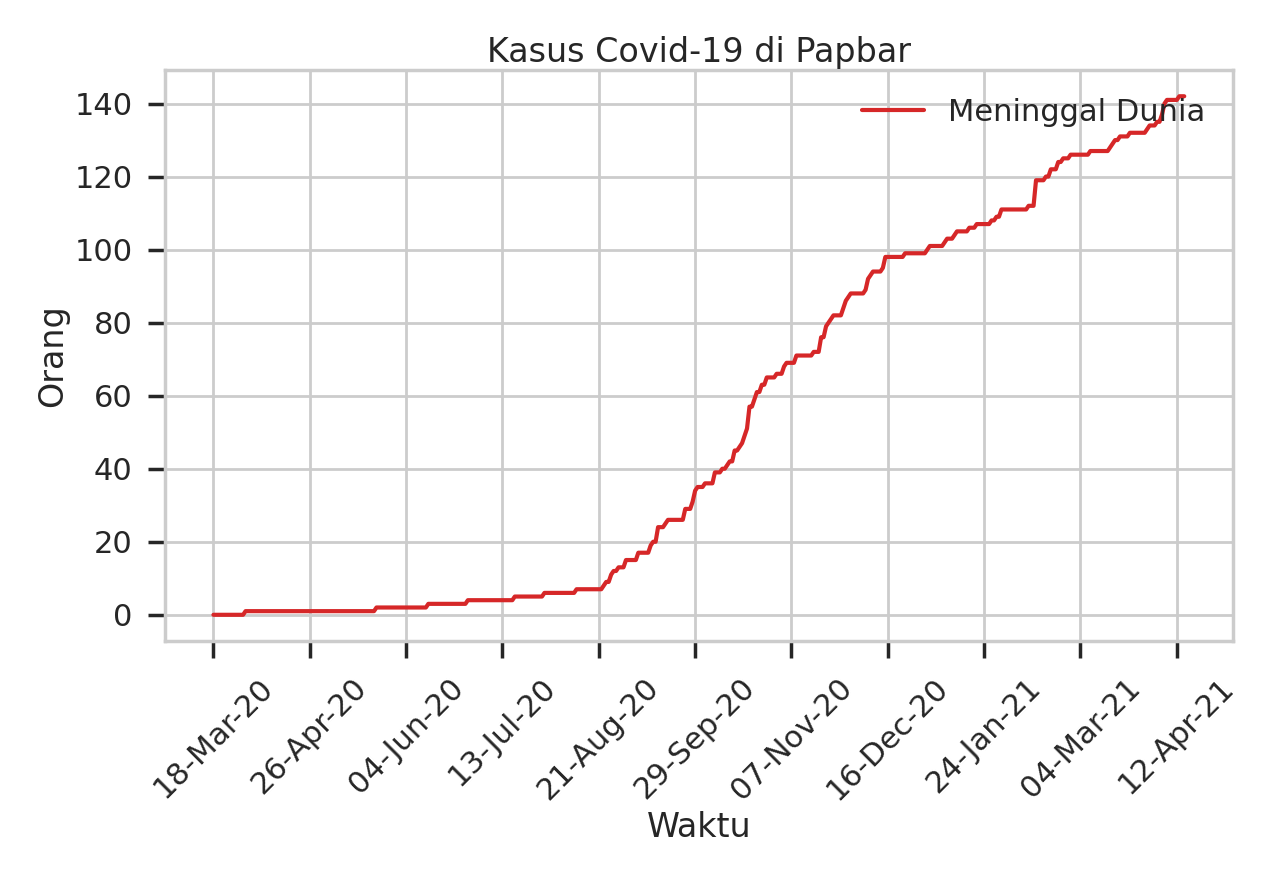 Kasus Covid-19 di Papbar
Meninggal Dunia
Orang
140
120
100
80
60
40
20
0
18-Mar-20
26-Apr-20
04-Jun-20
13-Jul-20
21-Aug-20
29-Sep-20
07-Nov-20
16-Dec-20
24-Jan-21
04-Mar-21
12-Apr-21
Waktu